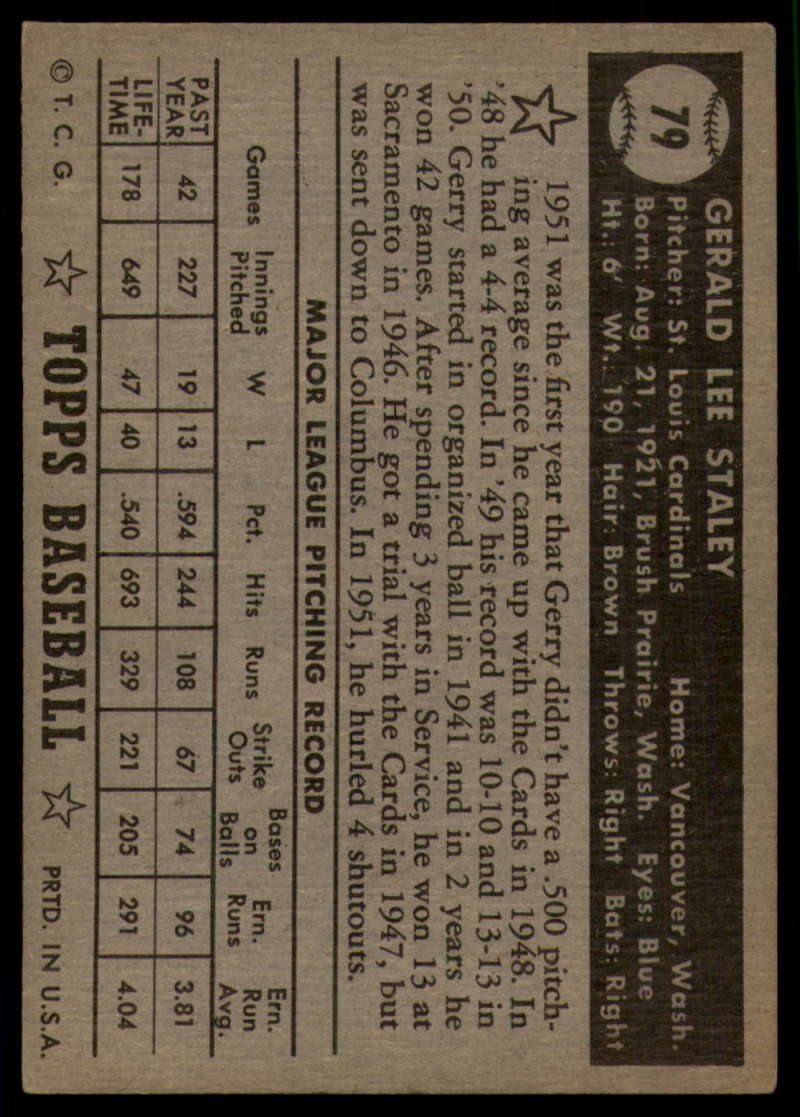 79
GERALD LEE STALEY
Pitcher: St. Louis Cardinals Home: Vancouver, Wash.
Born: Aug. 21, 1921, Brush Prairie, Wash. Eyes: Blue
Ht.: 6' Wt.: 190 Hair: Brown Throws: Right Bats: Right
1951 was the first year that Gerry didn't have a .500 pitch-
ing average since he came up with the Cards in 1948. In
'48 he had a 4-4 record. In '49 his record was 10-10 and 13-13 in
'50. Gerry started in organized ball in 1941 and in 2 years he
won 42 games. After spending 3 years in Service, he won 13 at
Sacramento in 1946. He got a trial with the Cards in 1947, but
was sent down to Columbus. In 1951, he hurled 4 shutouts.
MAJOR LEAGUE PITCHING RECORD
Games Innings Pitched W L Pct. Hits Runs Strike Outs Bases on Balls Ern. Runs Ern. Run Avg.
PAST YEAR 42 227 19 13 .594 244 108 67 74 96 3.81
LIFE-TIME 178 649 47 40 .540 693 329 221 205 291 4.04
© T. C. G. ☆ TOPPS BASEBALL ☆ PRTD. IN U.S.A.